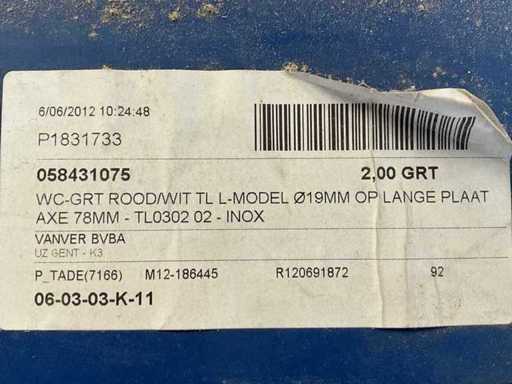 6/06/2012 10:24:48
P1831733
058431075 2,00 GRT
WC-GRT ROOD/WIT TL L-MODEL Ø19MM OP LANGE PLAAT
AXE 78MM - TL0302 02 - INOX
VANVER BVBA
UZ GENT - K3
P_TADE(7166) M12-186445 R120691872 92
06-03-03-K-11